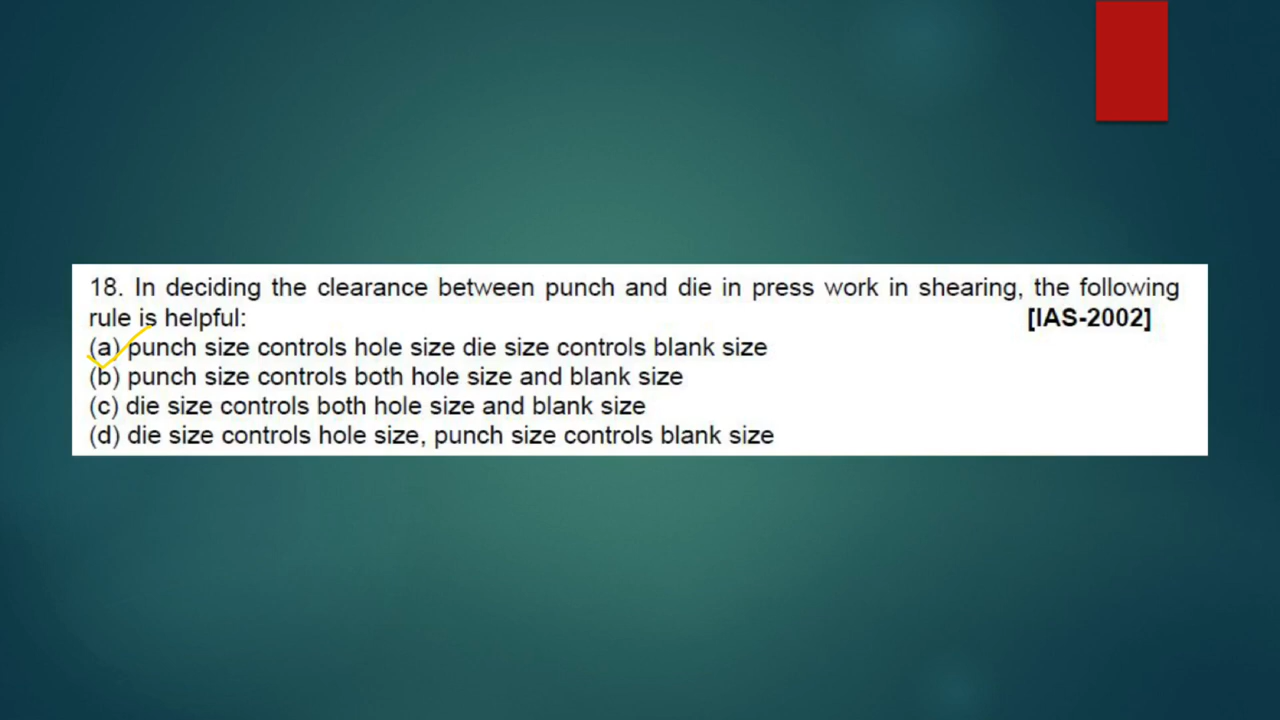 18. In deciding the clearance between punch and die in press work in shearing, the following
rule is helpful: [IAS-2002]
(a) punch size controls hole size die size controls blank size
(b) punch size controls both hole size and blank size
(c) die size controls both hole size and blank size
(d) die size controls hole size, punch size controls blank size